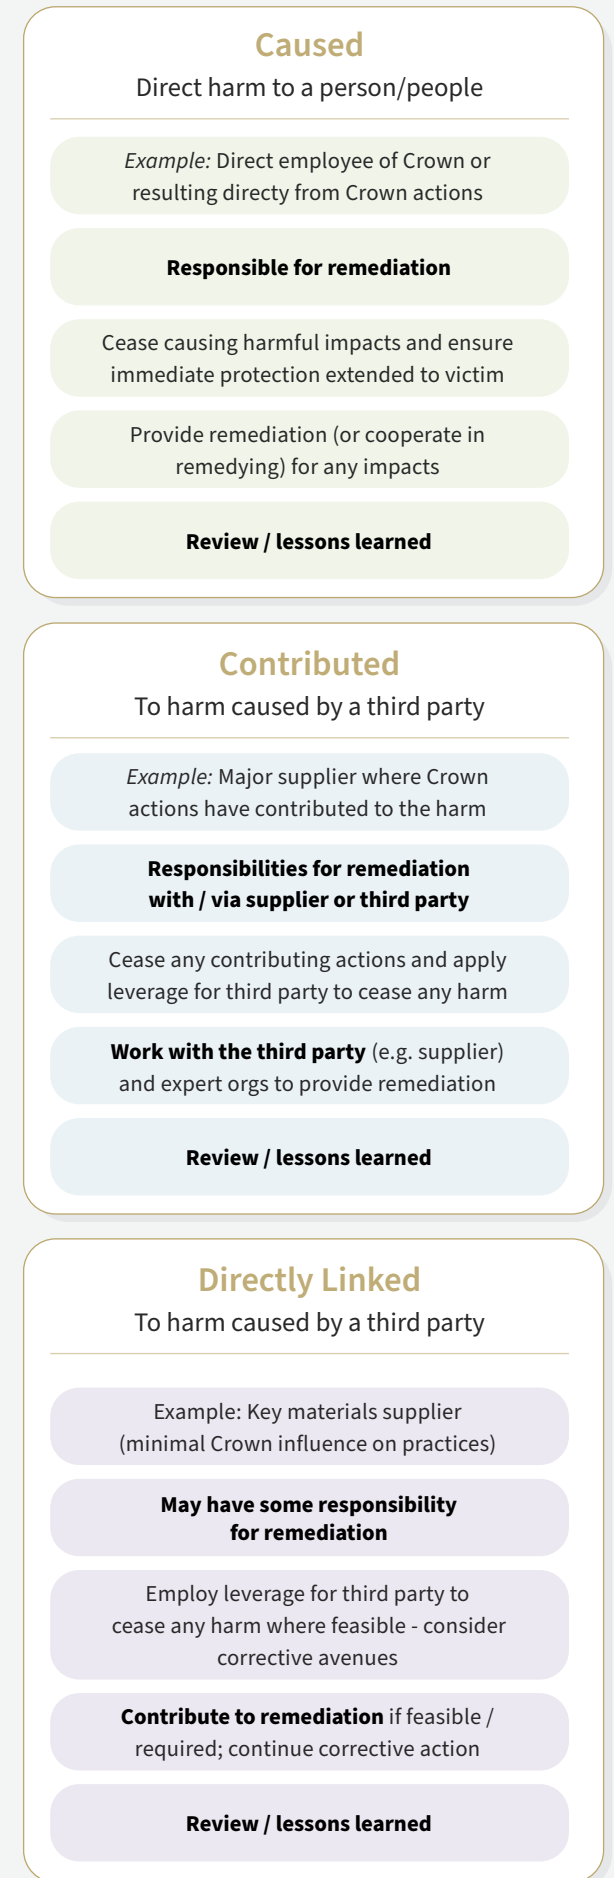 Caused
Direct harm to a person/people
Example: Direct employee of Crown or
resulting directy from Crown actions
Responsible for remediation
Cease causing harmful impacts and ensure
immediate protection extended to victim
Provide remediation (or cooperate in
remedying) for any impacts
Review / lessons learned
Contributed
To harm caused by a third party
Example: Major supplier where Crown
actions have contributed to the harm
Responsibilities for remediation
with / via supplier or third party
Cease any contributing actions and apply
leverage for third party to cease any harm
Work with the third party (e.g. supplier)
and expert orgs to provide remediation
Review / lessons learned
Directly Linked
To harm caused by a third party
Example: Key materials supplier
(minimal Crown influence on practices)
May have some responsibility
for remediation
Employ leverage for third party to
cease any harm where feasible - consider
corrective avenues
Contribute to remediation if feasible /
required; continue corrective action
Review / lessons learned